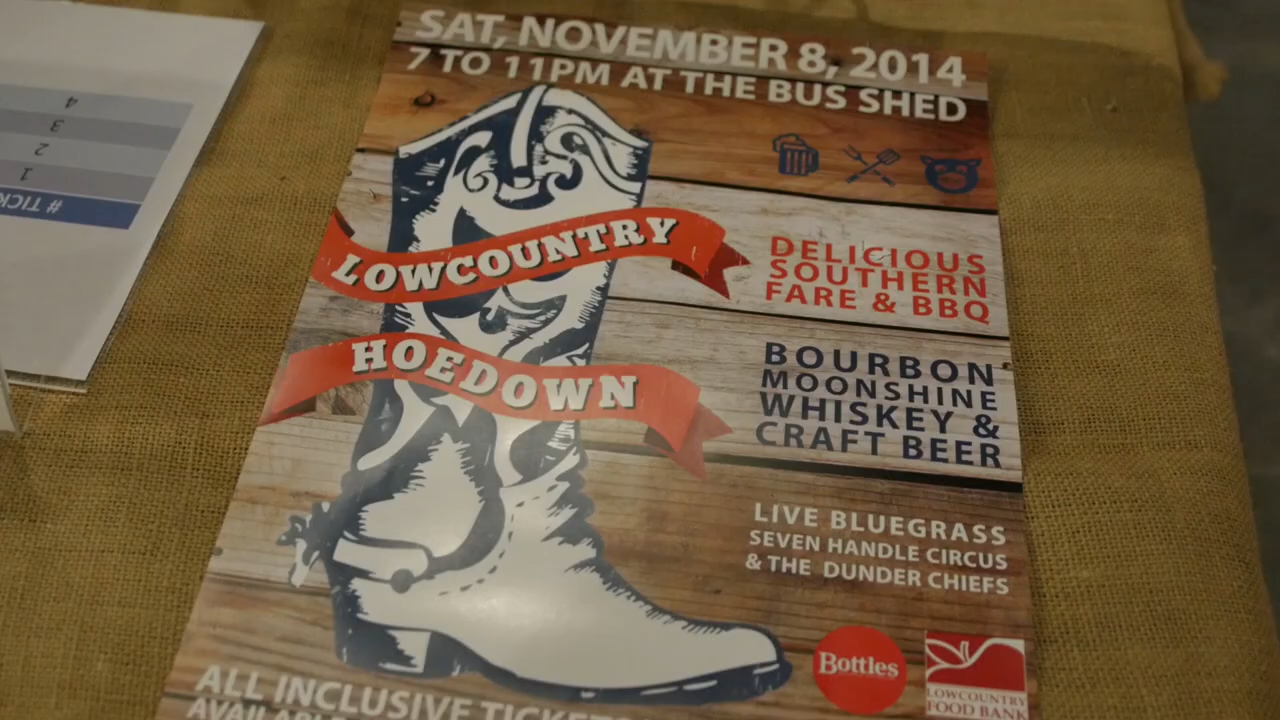 SAT, NOVEMBER 8, 2014
7 TO 11PM AT THE BUS SHED
LOWCOUNTRY
HOEDOWN
DELICIOUS
SOUTHERN
FARE & BBQ
BOURBON
MOONSHINE
WHISKEY &
CRAFT BEER
LIVE BLUEGRASS
SEVEN HANDLE CIRCUS
& THE DUNDER CHIEFS
Bottles
LOWCOUNTRY
FOOD BANK
ALL INCLUSIVE TICKETS
# TICK
1
2
3
4